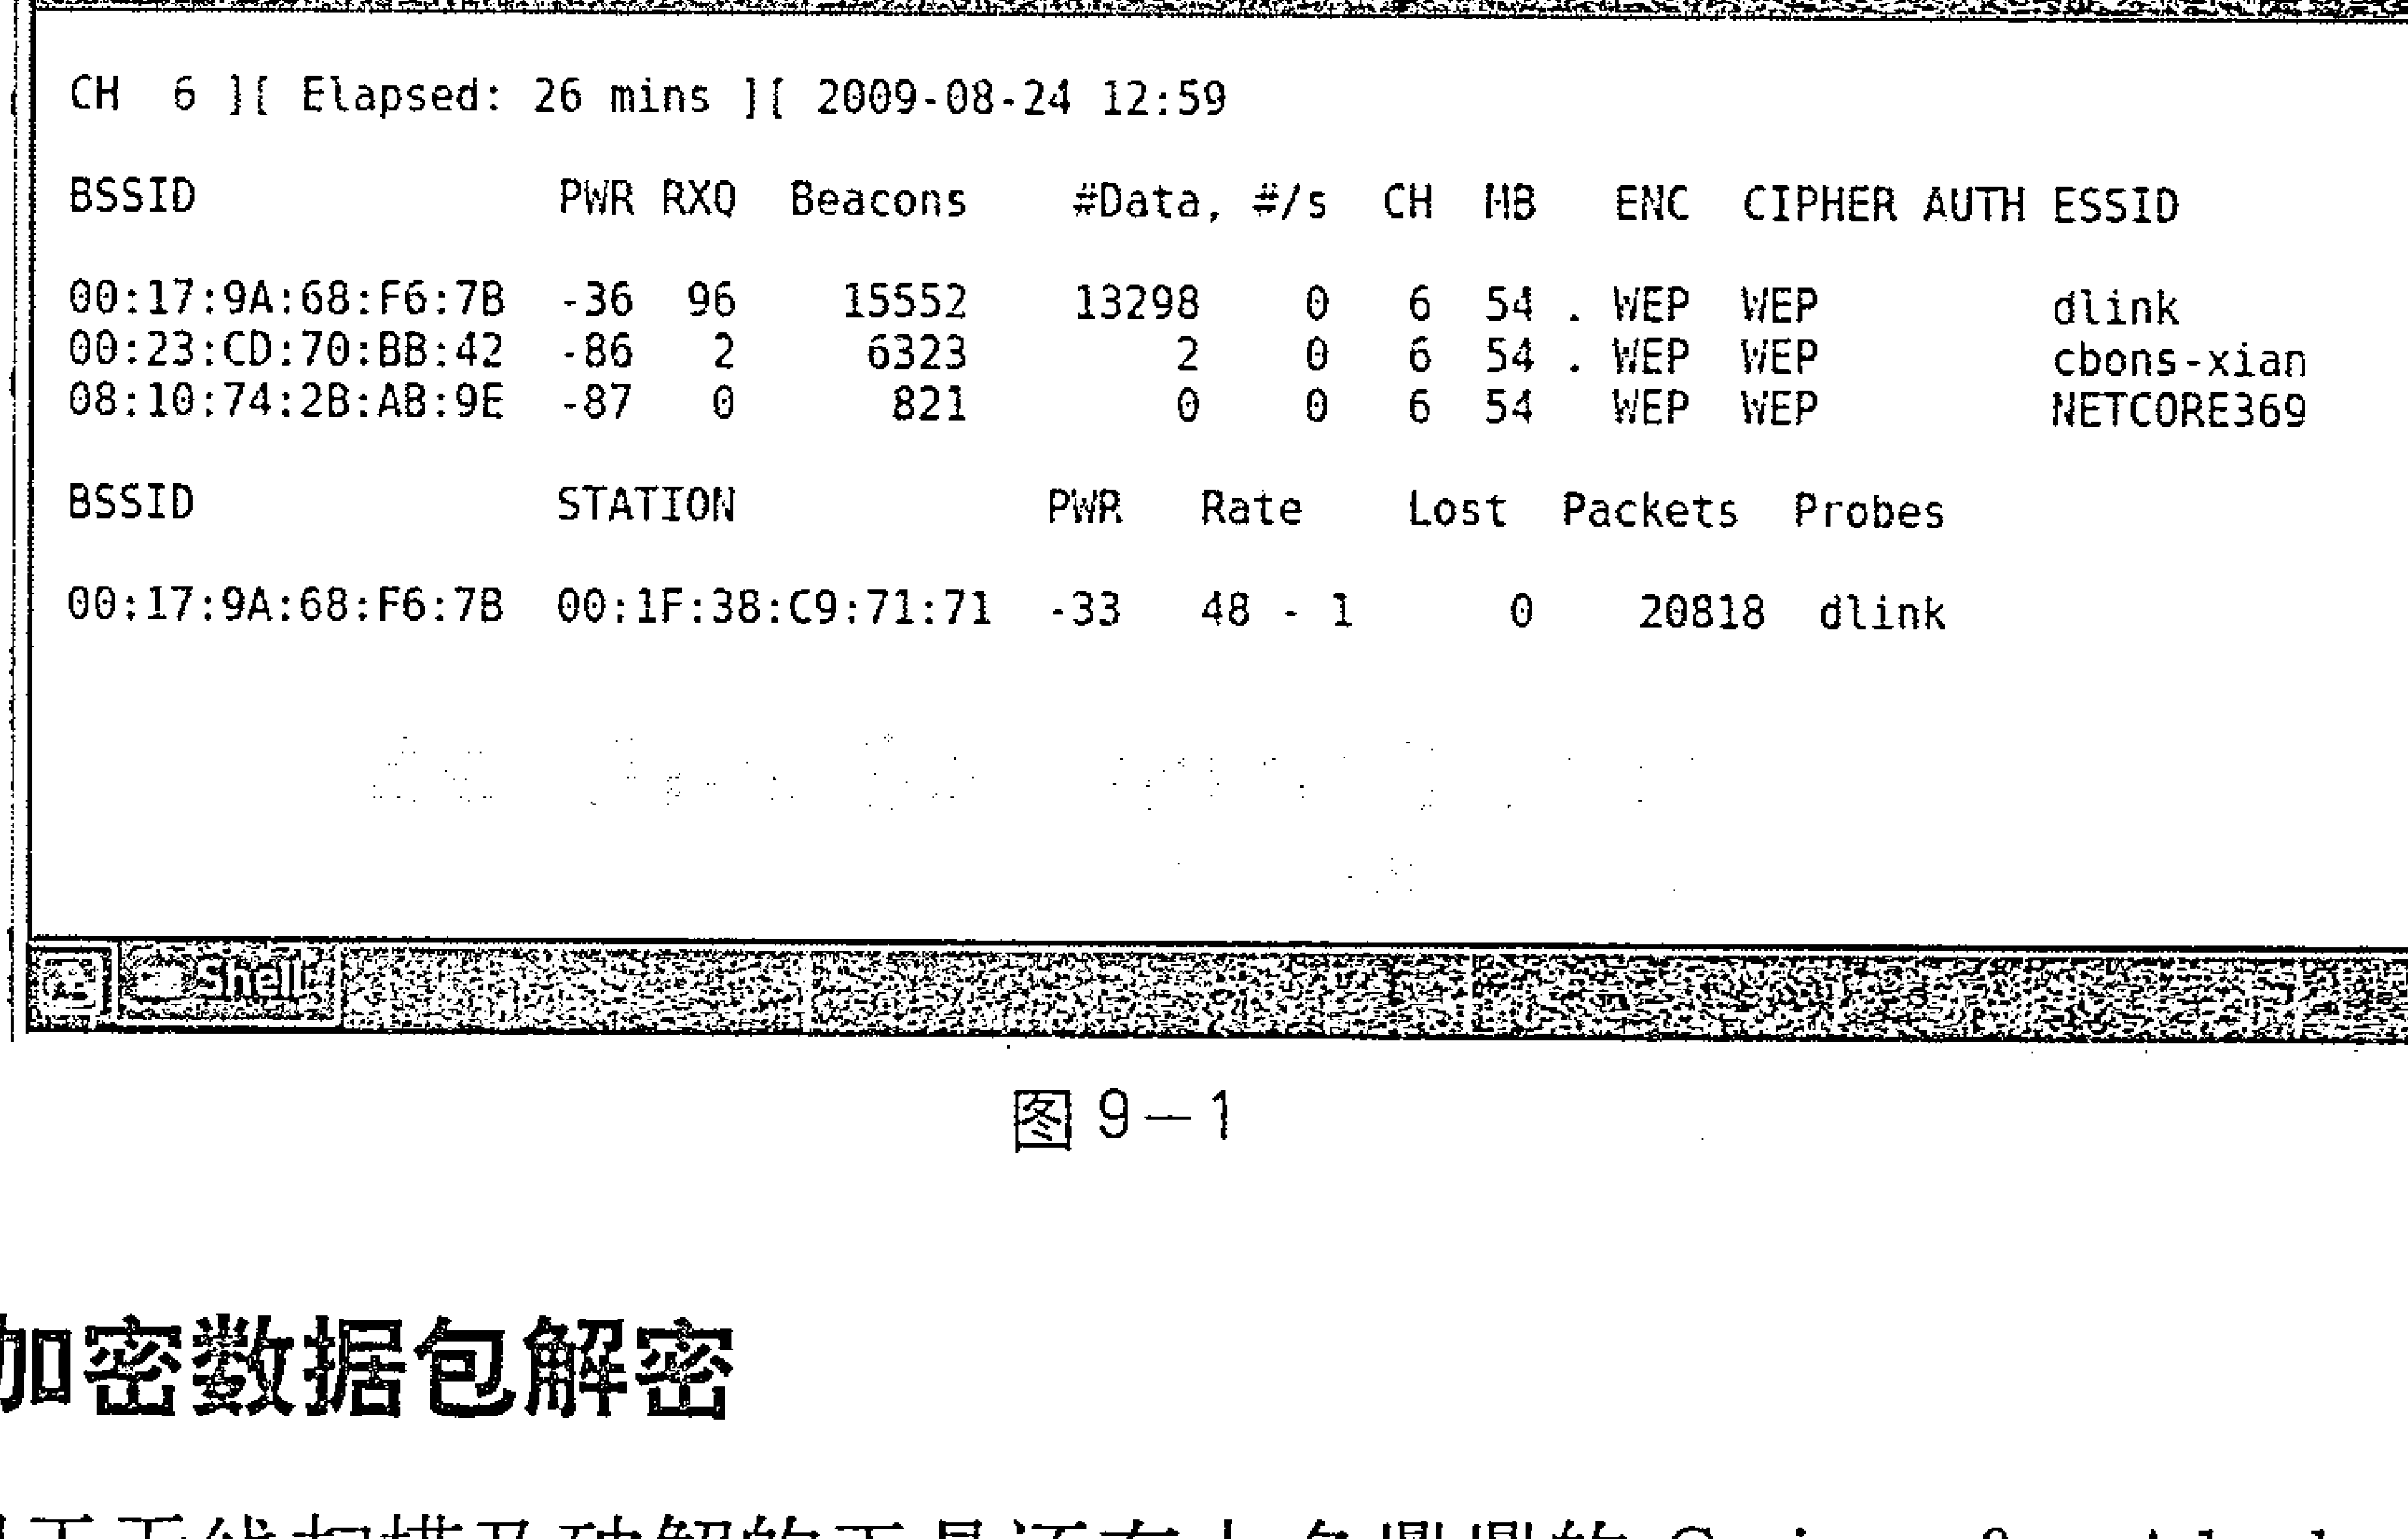 CH  6 ][ Elapsed: 26 mins ][ 2009-08-24 12:59
BSSID PWR RXQ Beacons #Data, #/s CH MB ENC CIPHER AUTH ESSID
00:17:9A:68:F6:7B -36 96 15552 13298 0 6 54 . WEP WEP dlink
00:23:CD:70:BB:42 -86 2 6323 2 0 6 54 . WEP WEP cbons-xian
08:10:74:2B:AB:9E -87 0 821 0 0 6 54 WEP WEP NETCORE369
BSSID STATION PWR Rate Lost Packets Probes
00:17:9A:68:F6:7B 00:1F:38:C9:71:71 -33 48 - 1 0 20818 dlink
Shell
图 9—1
加密数据包解密